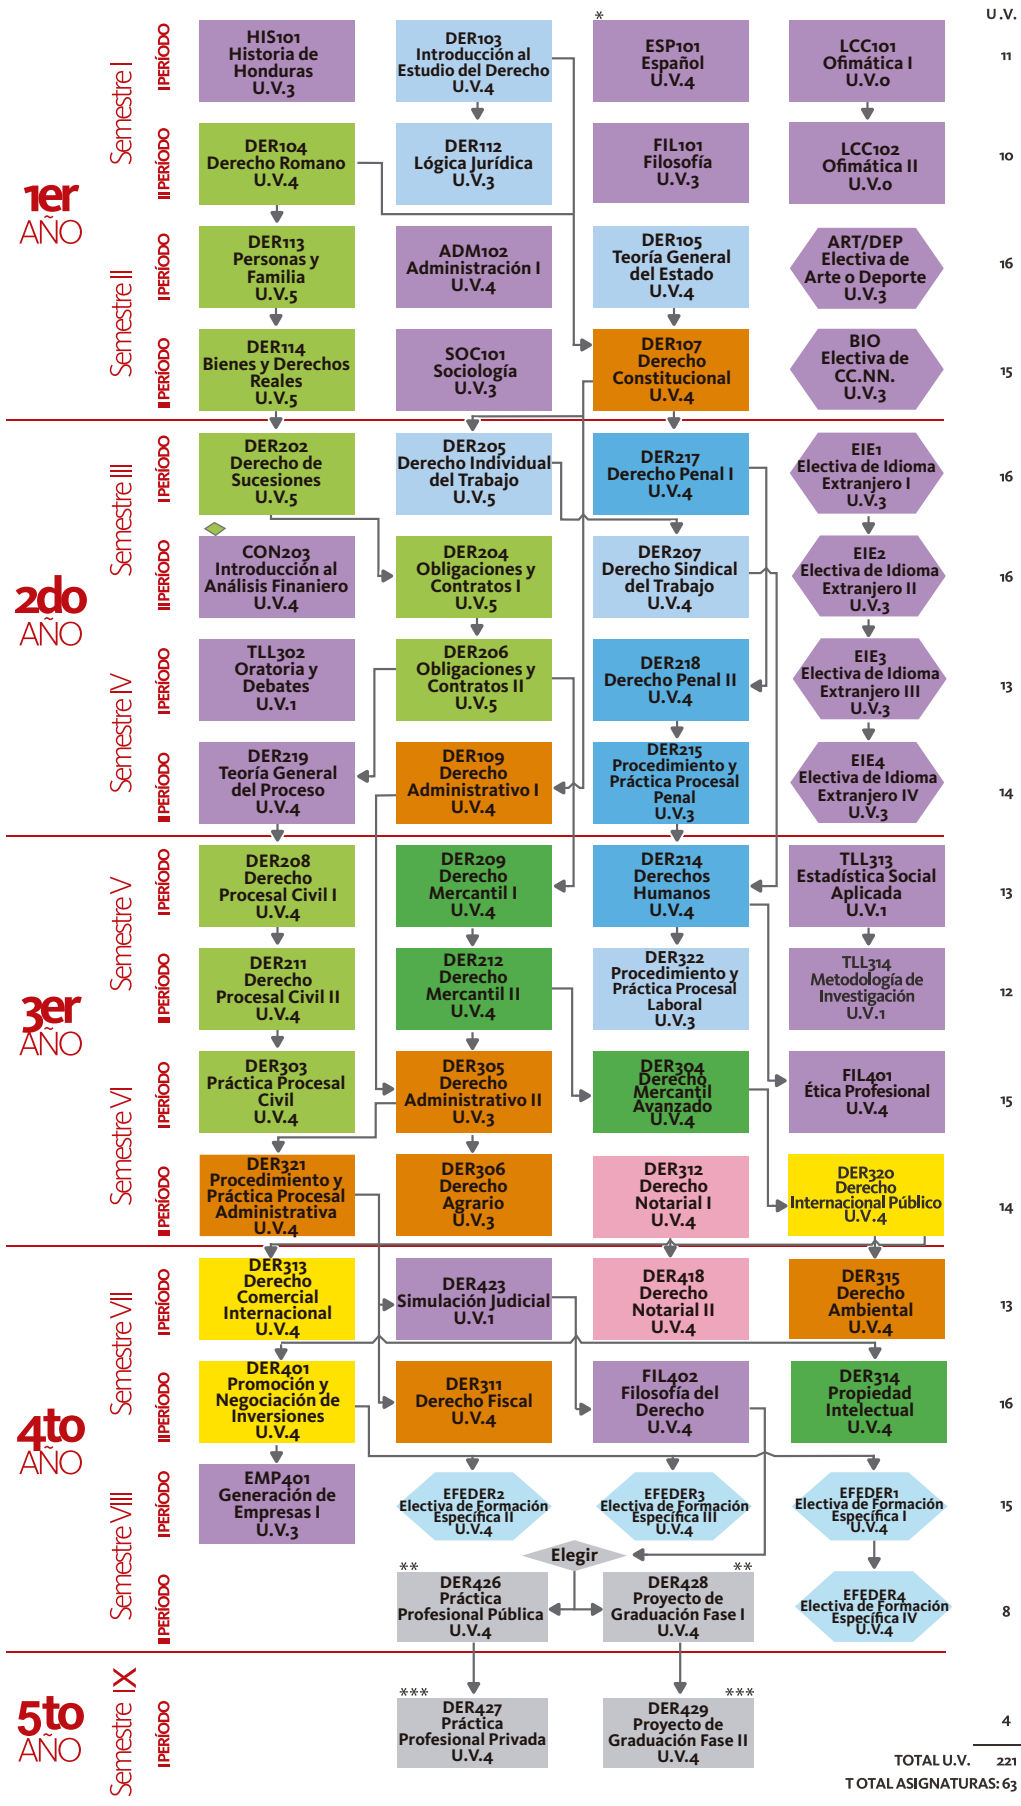 U.V.
1er
AÑO
Semestre I
I PERÍODO
HIS101
Historia de
Honduras
U.V.3
DER103
Introducción al
Estudio del Derecho
U.V.4
*
ESP101
Español
U.V.4
LCC101
Ofimática I
U.V.0
11
II PERÍODO
DER104
Derecho Romano
U.V.4
DER112
Lógica Jurídica
U.V.3
FIL101
Filosofía
U.V.3
LCC102
Ofimática II
U.V.0
10
Semestre II
I PERÍODO
DER113
Personas y
Familia
U.V.5
ADM102
Administración I
U.V.4
DER105
Teoría General
del Estado
U.V.4
ART/DEP
Electiva de
Arte o Deporte
U.V.3
16
II PERÍODO
DER114
Bienes y Derechos
Reales
U.V.5
SOC101
Sociología
U.V.3
DER107
Derecho
Constitucional
U.V.4
BIO
Electiva de
CC.NN.
U.V.3
15
2do
AÑO
Semestre III
I PERÍODO
DER202
Derecho de
Sucesiones
U.V.5
DER205
Derecho Individual
del Trabajo
U.V.5
DER217
Derecho Penal I
U.V.4
EIE1
Electiva de Idioma
Extranjero I
U.V.3
16
II PERÍODO
CON203
Introducción al
Análisis Finaniero
U.V.4
DER204
Obligaciones y
Contratos I
U.V.5
DER207
Derecho Sindical
del Trabajo
U.V.4
EIE2
Electiva de Idioma
Extranjero II
U.V.3
16
Semestre IV
I PERÍODO
TLL302
Oratoria y
Debates
U.V.1
DER206
Obligaciones y
Contratos II
U.V.5
DER218
Derecho Penal II
U.V.4
EIE3
Electiva de Idioma
Extranjero III
U.V.3
13
II PERÍODO
DER219
Teoría General
del Proceso
U.V.4
DER109
Derecho
Administrativo I
U.V.4
DER215
Procedimiento y
Práctica Procesal
Penal
U.V.3
EIE4
Electiva de Idioma
Extranjero IV
U.V.3
14
3er
AÑO
Semestre V
I PERÍODO
DER208
Derecho
Procesal Civil I
U.V.4
DER209
Derecho
Mercantil I
U.V.4
DER214
Derechos
Humanos
U.V.4
TLL313
Estadística Social
Aplicada
U.V.1
13
II PERÍODO
DER211
Derecho
Procesal Civil II
U.V.4
DER212
Derecho
Mercantil II
U.V.4
DER322
Procedimiento y
Práctica Procesal
Laboral
U.V.3
TLL314
Metodología de
Investigación
U.V.1
12
Semestre VI
I PERÍODO
DER303
Práctica Procesal
Civil
U.V.4
DER305
Derecho
Administrativo II
U.V.3
DER304
Derecho
Mercantil
Avanzado
U.V.4
FIL401
Ética Profesional
U.V.4
15
II PERÍODO
DER321
Procedimiento y
Práctica Procesal
Administrativa
U.V.4
DER306
Derecho
Agrario
U.V.3
DER312
Derecho
Notarial I
U.V.4
DER320
Derecho
Internacional Público
U.V.4
14
4to
AÑO
Semestre VII
I PERÍODO
DER313
Derecho
Comercial
Internacional
U.V.4
DER423
Simulación Judicial
U.V.1
DER418
Derecho
Notarial II
U.V.4
DER315
Derecho
Ambiental
U.V.4
13
II PERÍODO
DER401
Promoción y
Negociación de
Inversiones
U.V.4
DER311
Derecho Fiscal
U.V.4
FIL402
Filosofía del
Derecho
U.V.4
DER314
Propiedad
Intelectual
U.V.4
16
Semestre VIII
I PERÍODO
EMP401
Generación de
Empresas I
U.V.3
EFEDER2
Electiva de Formación
Específica II
U.V.4
EFEDER3
Electiva de Formación
Específica III
U.V.4
EFEDER1
Electiva de Formación
Específica I
U.V.4
15
Elegir
II PERÍODO
**
DER426
Práctica
Profesional Pública
U.V.4
**
DER428
Proyecto de
Graduación Fase I
U.V.4
EFEDER4
Electiva de Formación
Específica IV
U.V.4
8
5to
AÑO
Semestre IX
I PERÍODO
***
DER427
Práctica
Profesional Privada
U.V.4
***
DER429
Proyecto de
Graduación Fase II
U.V.4
4
TOTAL U.V. 221
TOTAL ASIGNATURAS: 63